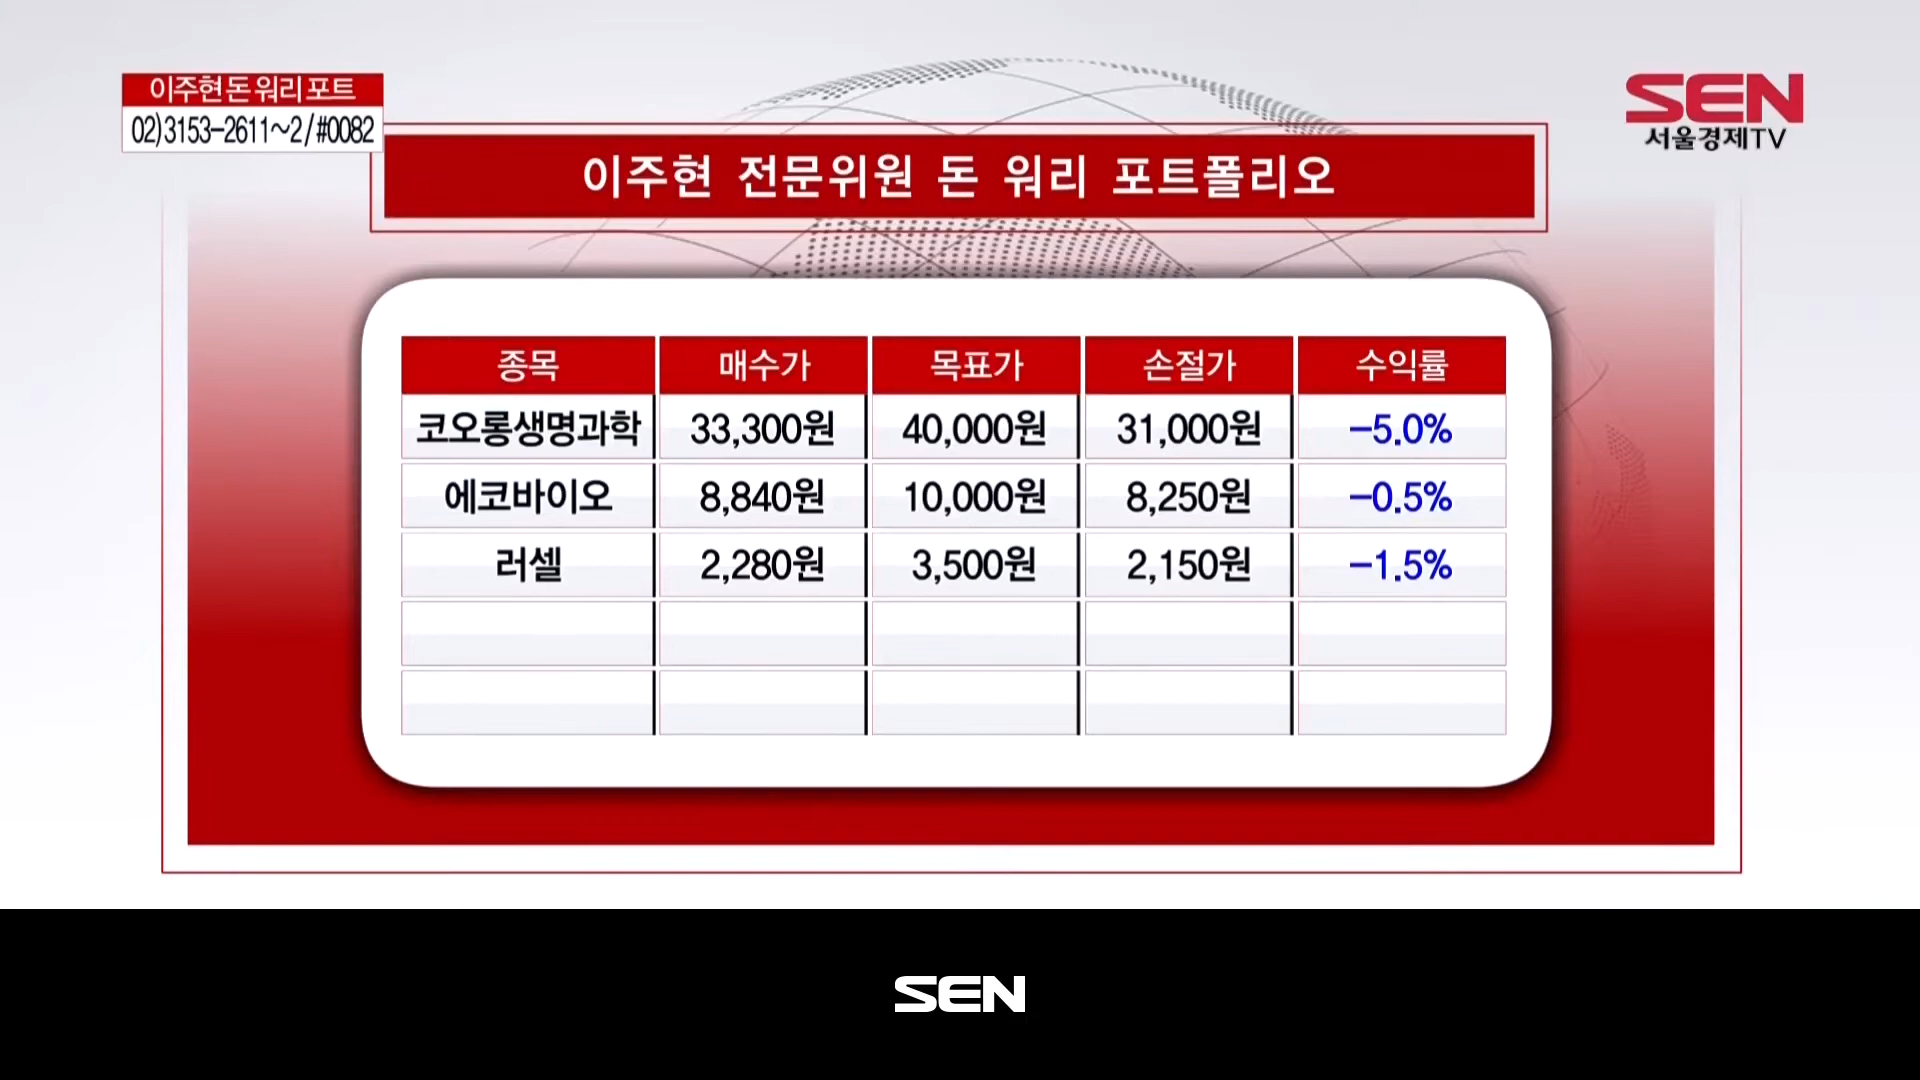 이주현 돈 워리 포트
02)3153-2611~2/#0082
SEN
서울경제TV
이주현 전문위원 돈 워리 포트폴리오
종목 매수가 목표가 손절가 수익률
코오롱생명과학 33,300원 40,000원 31,000원 -5.0%
에코바이오 8,840원 10,000원 8,250원 -0.5%
러셀 2,280원 3,500원 2,150원 -1.5%
SEN